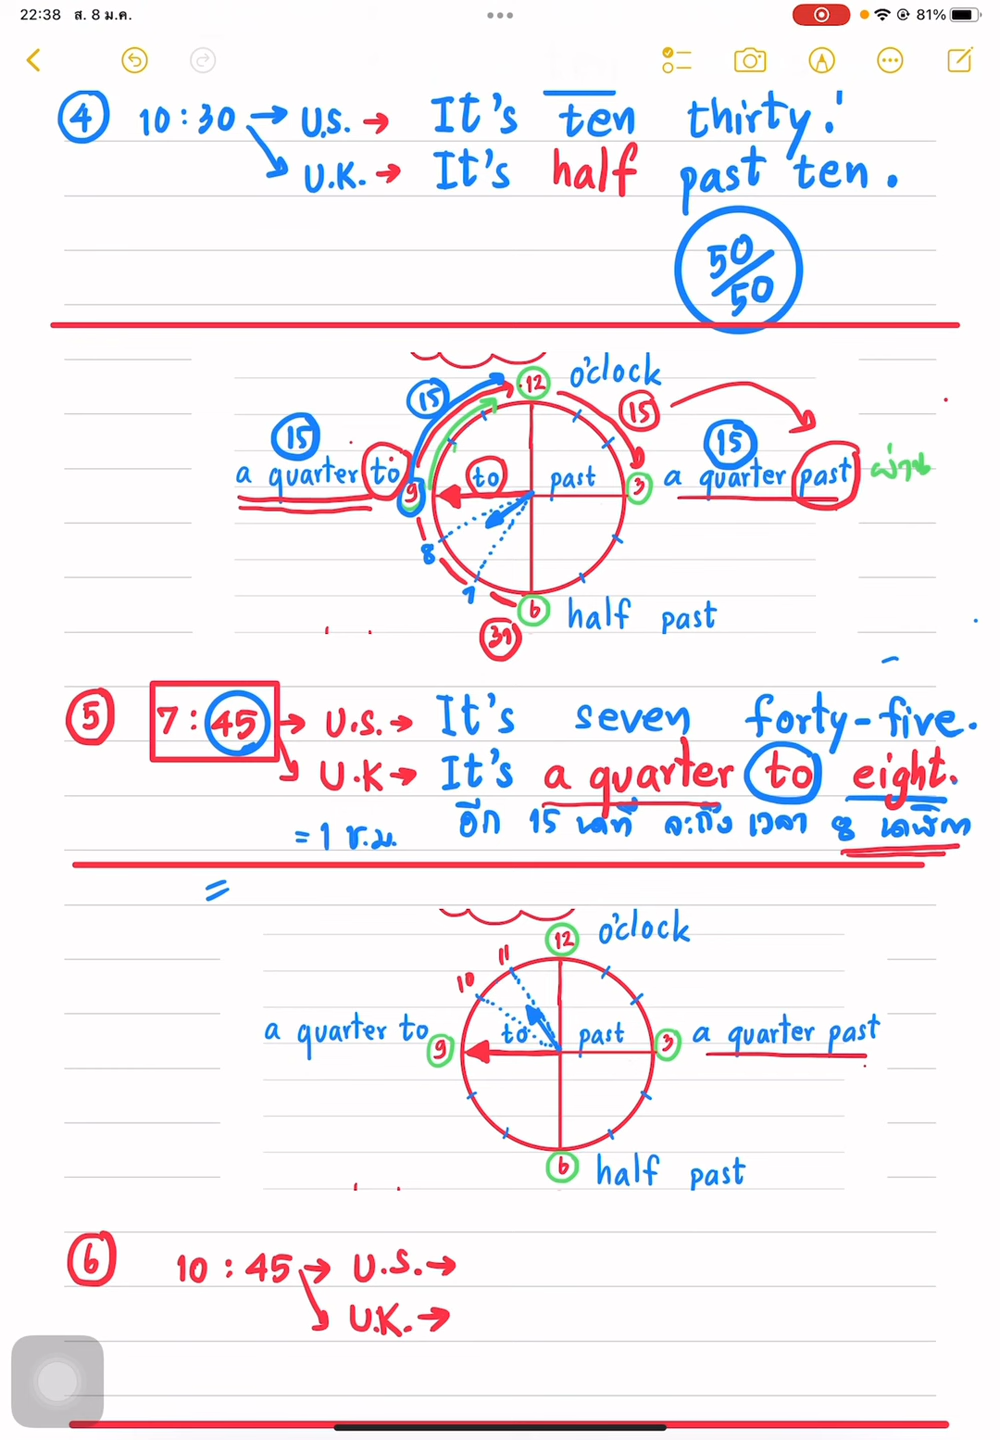 22:38 ส. 8 ม.ค. 81%
4 10:30 → U.S. → It's ten thirty.
U.K. → It's half past ten.
50/50
12 o'clock
15 15 15 15
a quarter to 9 to past 3 a quarter past ผ่าน
8
7
6 half past
30
5 7:45 → U.S. → It's seven forty-five.
U.K → It's a quarter to eight.
= 1 ช.ม. อีก 15 นาที จะถึง เวลา 8 นาฬิกา
=
12 o'clock
11
10
a quarter to 9 to past 3 a quarter past
6 half past
6 10:45 → U.S. →
U.K. →